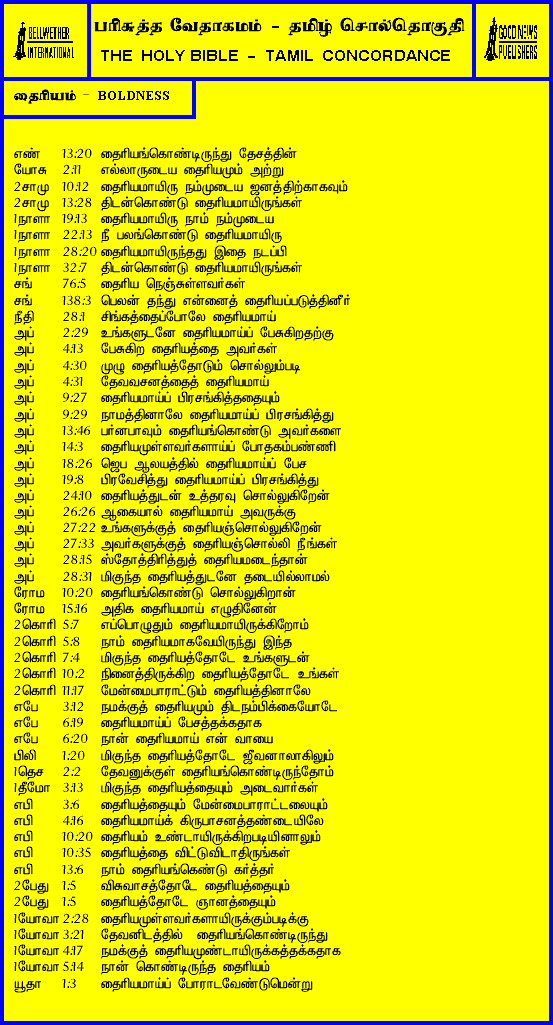 BELLWETHER
INTERNATIONAL
பரிசுத்த வேதாகமம் - தமிழ் சொல்தொகுதி
THE HOLY BIBLE - TAMIL CONCORDANCE
GOOD NEWS
PUBLISHERS
தைரியம் - BOLDNESS
எண் 13:20 தைரியங்கொண்டிருந்து தேசத்தின்
யோசு 2:11 எல்லாருடைய தைரியமும் அற்று
2சாமு 10:12 தைரியமாயிரு நம்முடைய ஜனத்திற்காகவும்
2சாமு 13:28 திடன்கொண்டு தைரியமாயிருங்கள்
1நாளா 19:13 தைரியமாயிரு நாம் நம்முடைய
1நாளா 22:13 நீ பலங்கொண்டு தைரியமாயிரு
1நாளா 28:20 தைரியமாயிருந்தது இதை நடப்பி
1நாளா 32:7 திடன்கொண்டு தைரியமாயிருங்கள்
சங் 76:5 தைரிய நெஞ்சுள்ளவர்கள்
சங் 138:3 பெலன் தந்து என்னைத் தைரியப்படுத்தினீர்
நீதி 28:1 சிங்கத்தைப்போலே தைரியமாய்
அப் 2:29 உங்களுடனே தைரியமாய்ப் பேசுகிறதற்கு
அப் 4:13 பேசுகிற தைரியத்தை அவர்கள்
அப் 4:30 முழு தைரியத்தோடும் சொல்லும்படி
அப் 4:31 தேவவசனத்தைத் தைரியமாய்
அப் 9:27 தைரியமாய்ப் பிரசங்கித்ததையும்
அப் 9:29 நாமத்தினாலே தைரியமாய்ப் பிரசங்கித்து
அப் 13:46 பர்னபாவும் தைரியங்கொண்டு அவர்களை
அப் 14:3 தைரியமுள்ளவர்களாய்ப் போதகம்பண்ணி
அப் 18:26 ஜெப ஆலயத்தில் தைரியமாய்ப் பேச
அப் 19:8 பிரவேசித்து தைரியமாய்ப் பிரசங்கித்து
அப் 24:10 தைரியத்துடன் உத்தரவு சொல்லுகிறேன்
அப் 26:26 ஆகையால் தைரியமாய் அவருக்கு
அப் 27:22 உங்களுக்குத் தைரியஞ்சொல்லுகிறேன்
அப் 27:33 அவர்களுக்குத் தைரியஞ்சொல்லி நீங்கள்
அப் 28:15 ஸ்தோத்திரித்துத் தைரியமடைந்தான்
அப் 28:31 மிகுந்த தைரியத்துடனே தடையில்லாமல்
ரோம 10:20 தைரியங்கொண்டு சொல்லுகிறான்
ரோம 15:16 அதிக தைரியமாய் எழுதினேன்
2கொரி 5:7 எப்பொழுதும் தைரியமாயிருக்கிறோம்
2கொரி 5:8 நாம் தைரியமாகவேயிருந்து இந்த
2கொரி 7:4 மிகுந்த தைரியத்தோடே உங்களுடன்
2கொரி 10:2 நினைத்திருக்கிற தைரியத்தோடே உங்கள்
2கொரி 11:17 மேன்மைபாராட்டும் தைரியத்தினாலே
எபே 3:12 நமக்குத் தைரியமும் திடநம்பிக்கையோடே
எபே 6:19 தைரியமாய்ப் பேசத்தக்கதாக
எபே 6:20 நான் தைரியமாய் என் வாயை
பிலி 1:20 மிகுந்த தைரியத்தோடே ஜீவனாலாகிலும்
1தெச 2:2 தேவனுக்குள் தைரியங்கொண்டிருந்தோம்
1தீமோ 3:13 மிகுந்த தைரியத்தையும் அடைவார்கள்
எபி 3:6 தைரியத்தையும் மேன்மைபாராட்டலையும்
எபி 4:16 தைரியமாய்க் கிருபாசனத்தண்டையிலே
எபி 10:20 தைரியம் உண்டாயிருக்கிறபடியினாலும்
எபி 10:35 தைரியத்தை விட்டுவிடாதிருங்கள்
எபி 13:6 நாம் தைரியங்கெண்டு கர்த்தர்
2பேது 1:5 விசுவாசத்தோடே தைரியத்தையும்
2பேது 1:5 தைரியத்தோடே ஞானத்தையும்
1யோவா 2:28 தைரியமுள்ளவர்களாயிருக்கும்படிக்கு
1யோவா 3:21 தேவனிடத்தில் தைரியங்கொண்டிருந்து
1யோவா 4:17 நமக்குத் தைரியமுண்டாயிருக்கத்தக்கதாக
1யோவா 5:14 நான் கொண்டிருந்த தைரியம்
யூதா 1:3 தைரியமாய்ப் போராடவேண்டுமென்று